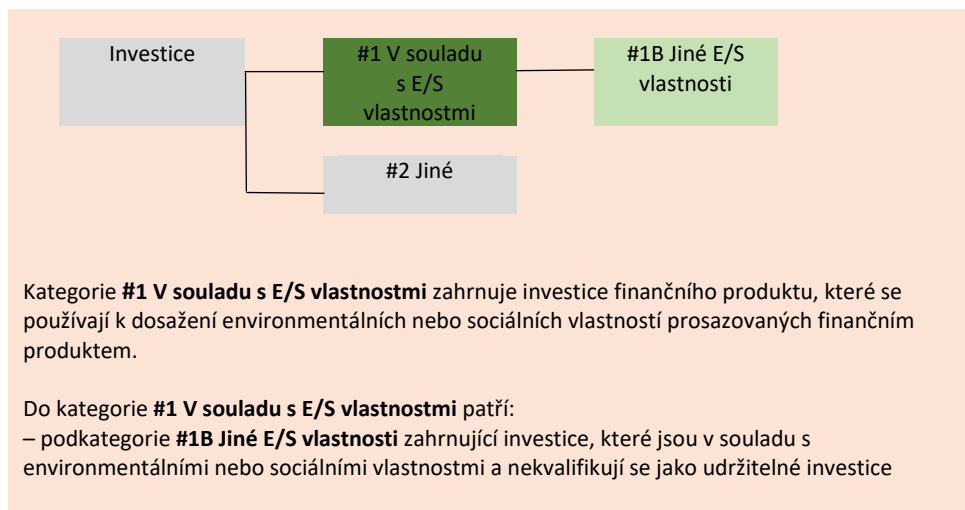 Investice
#1 V souladu
s E/S
vlastnostmi
#1B Jiné E/S
vlastnosti
#2 Jiné
Kategorie #1 V souladu s E/S vlastnostmi zahrnuje investice finančního produktu, které se
používají k dosažení environmentálních nebo sociálních vlastností prosazovaných finančním
produktem.
Do kategorie #1 V souladu s E/S vlastnostmi patří:
– podkategorie #1B Jiné E/S vlastnosti zahrnující investice, které jsou v souladu s
environmentálními nebo sociálními vlastnostmi a nekvalifikují se jako udržitelné investice